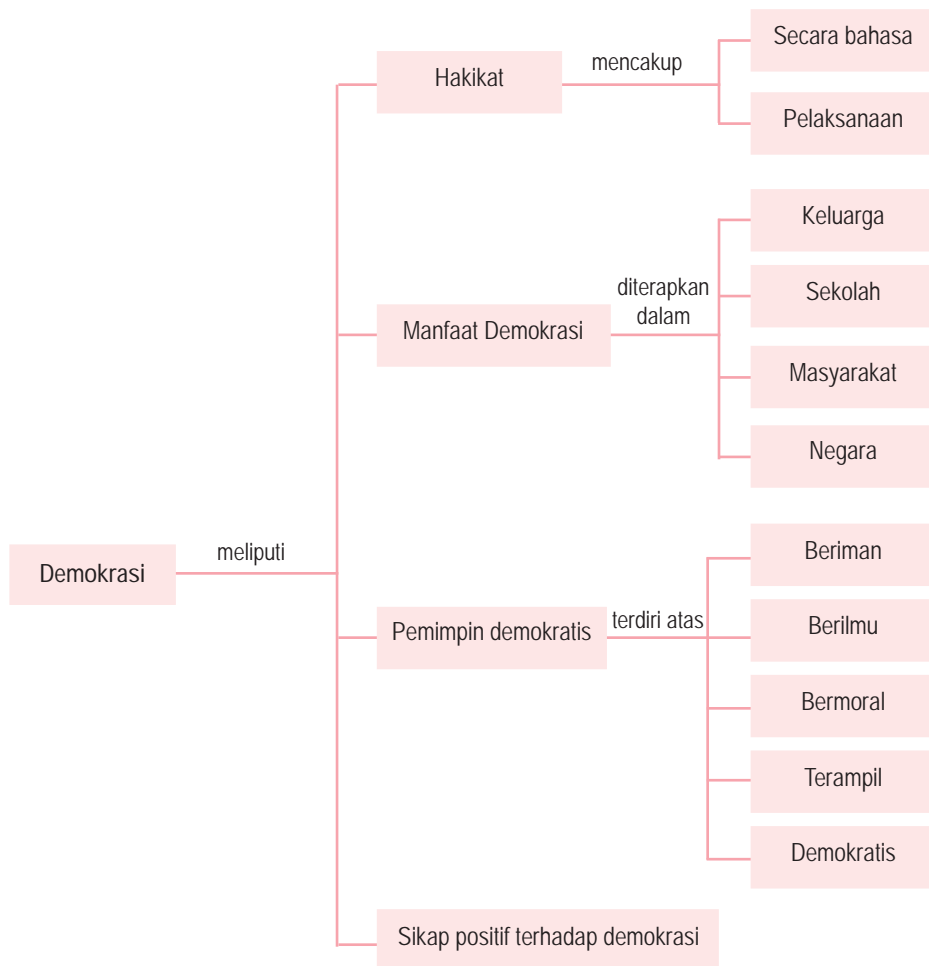 Demokrasi
meliputi
Hakikat
mencakup
Secara bahasa
Pelaksanaan
Manfaat Demokrasi
diterapkan
dalam
Keluarga
Sekolah
Masyarakat
Negara
Pemimpin demokratis
terdiri atas
Beriman
Berilmu
Bermoral
Terampil
Demokratis
Sikap positif terhadap demokrasi